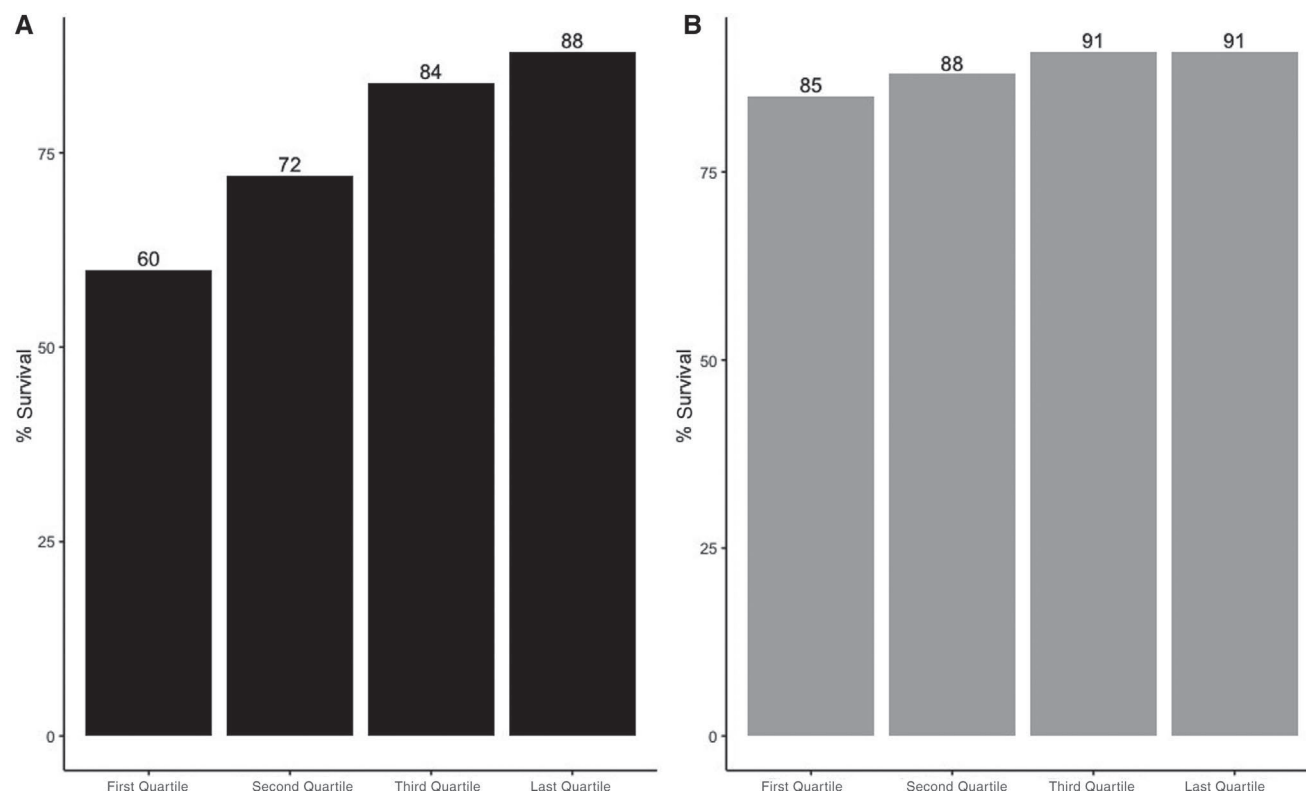 A
% Survival
75
50
25
0
60
72
84
88
First Quartile
Second Quartile
Third Quartile
Last Quartile
B
% Survival
75
50
25
0
85
88
91
91
First Quartile
Second Quartile
Third Quartile
Last Quartile